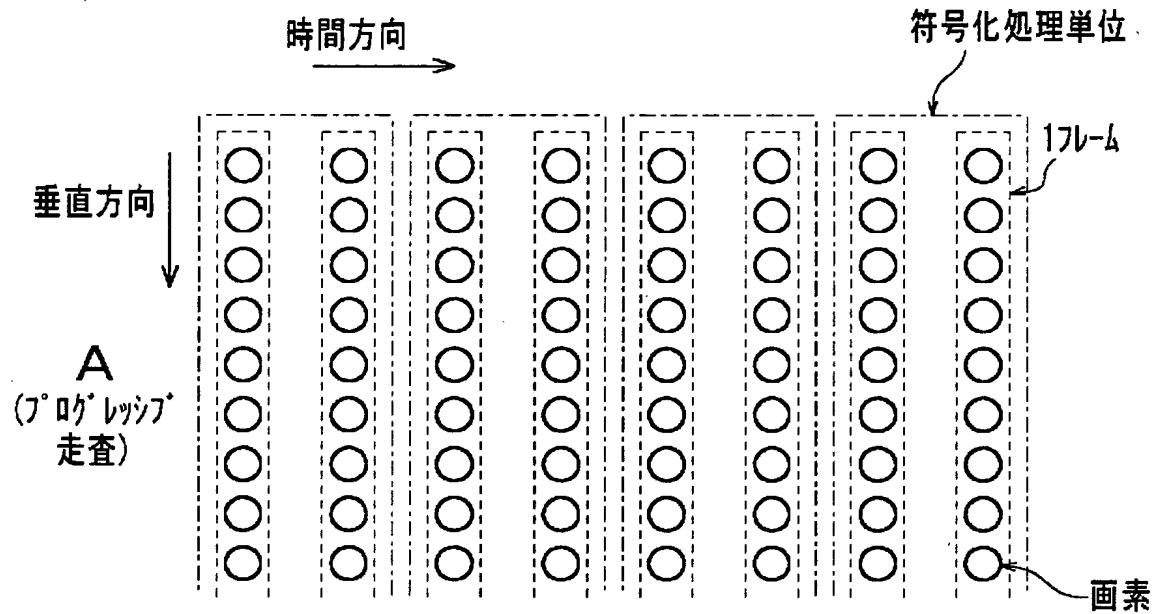 時間方向
符号化処理単位
1フレーム
垂直方向
A
(プログレッシブ
走査)
画素